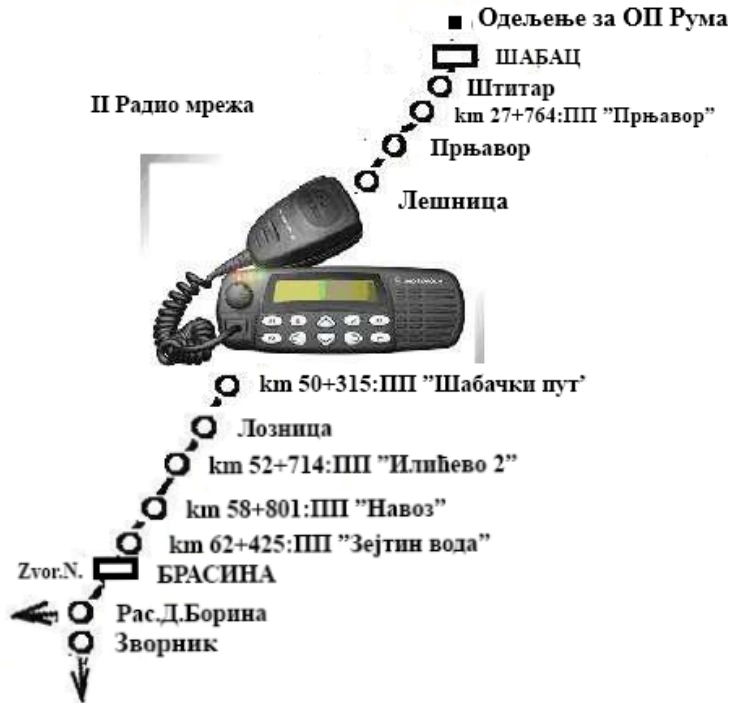 Одељење за ОП Рума
ШАБАЦ
Штитар
II Радио мрежа
km 27+764:ПП ”Прњавор”
Прњавор
Лешница
MOTOROLA
km 50+315:ПП ”Шабачки пут’
Лозница
km 52+714:ПП ”Илићево 2”
km 58+801:ПП ”Навоз”
km 62+425:ПП ”Зејтин вода”
Zvor.N.
БРАСИНА
Рас.Д.Борина
Зворник